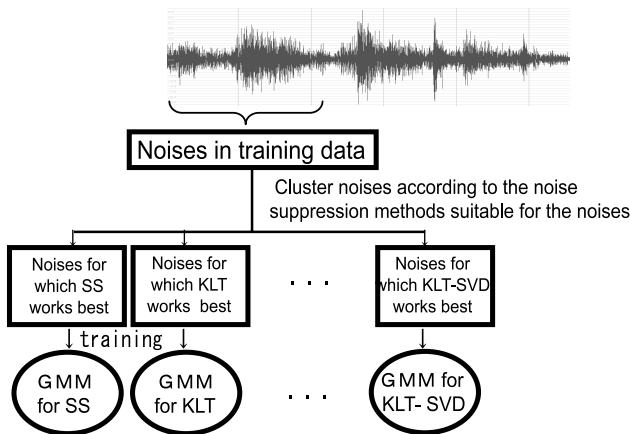 Noises in training data
Cluster noises according to the noise
suppression methods suitable for the noises
Noises for
which SS
works best
Noises for
which KLT
works best
. . .
Noises for
which KLT-SVD
works best
training
GMM
for SS
GMM
for KLT
. . .
GMM for
KLT- SVD